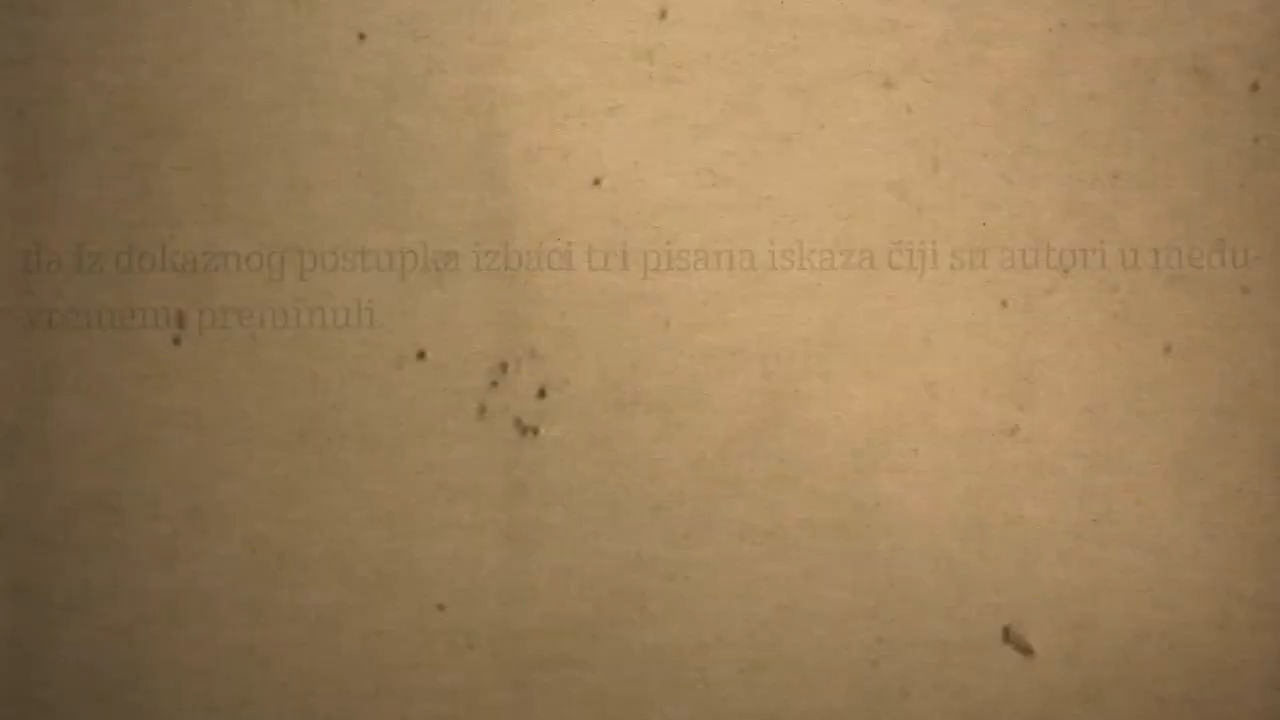 da iz dokaznog postupka izbaci tri pisana iskaza čiji su autori u među-
vremenu preminuli